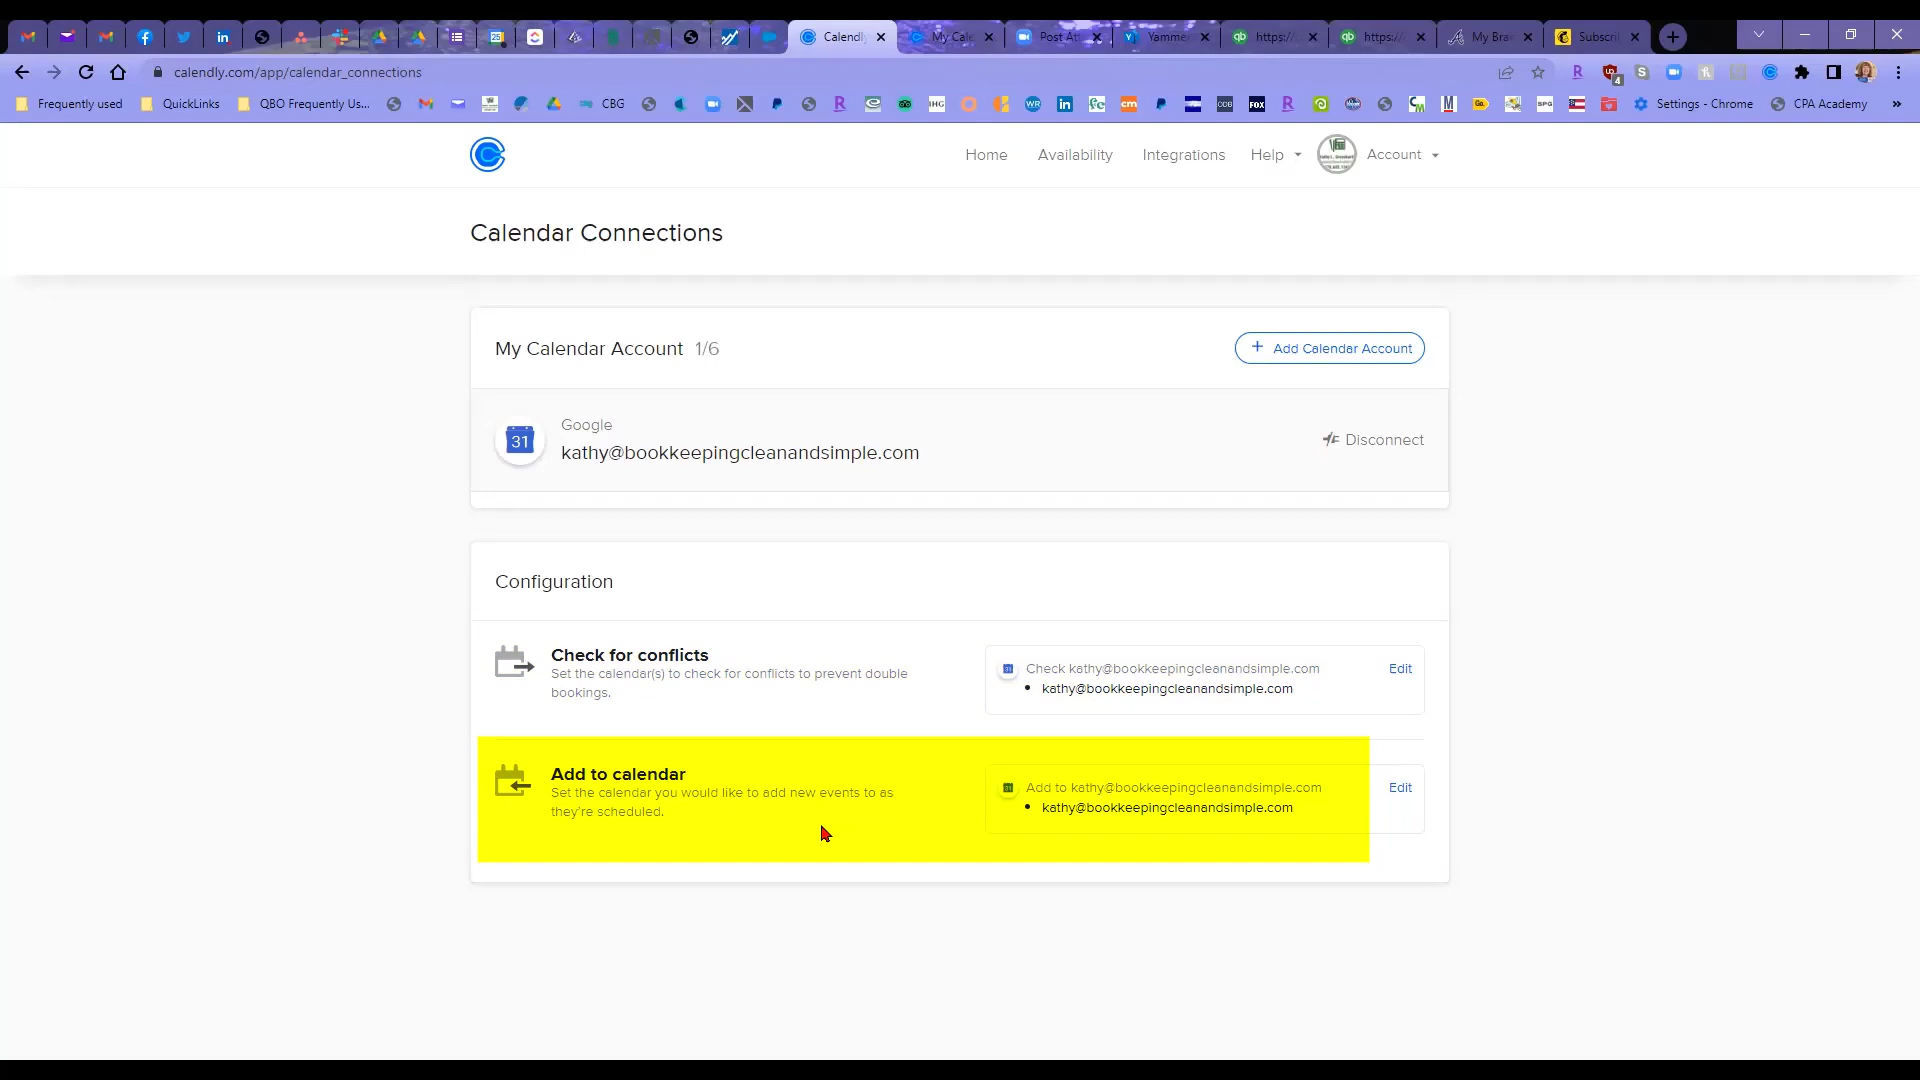 Calendly
My Cale
Post At
Yamme
https://
https://
My Bra
Subscri
calendly.com/app/calendar_connections
4
Frequently used
QuickLinks
QBO Frequently Us...
CBG
Settings - Chrome
CPA Academy
»
Home
Availability
Integrations
Help
Account
Calendar Connections
My Calendar Account 1/6
+ Add Calendar Account
31
Google
kathy@bookkeepingcleanandsimple.com
Disconnect
Configuration
Check for conflicts
Set the calendar(s) to check for conflicts to prevent double
bookings.
Check kathy@bookkeepingcleanandsimple.com
Edit
• kathy@bookkeepingcleanandsimple.com
Add to calendar
Set the calendar you would like to add new events to as
they're scheduled.
Add to kathy@bookkeepingcleanandsimple.com
Edit
• kathy@bookkeepingcleanandsimple.com